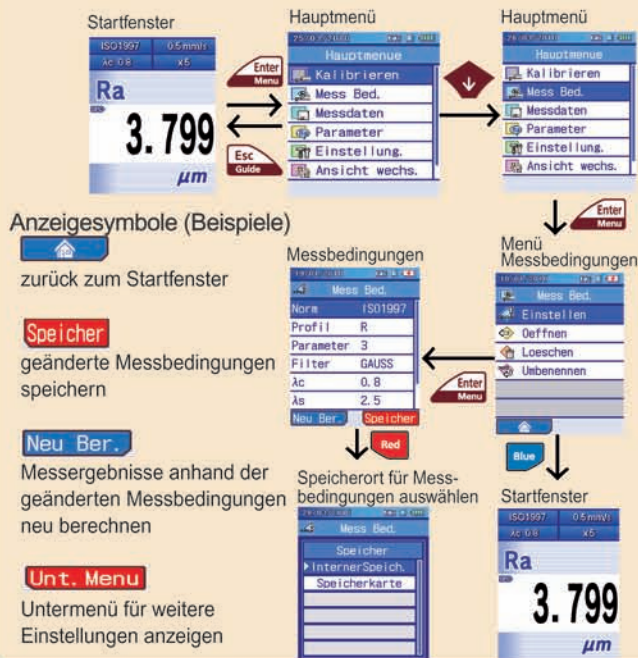 Startfenster
ISO1997 0.5mm/s
λc 0.8 x5
Ra
3.799
µm
Enter
Menu
Esc
Guide
Hauptmenü
Hauptmenue
Kalibrieren
Mess Bed.
Messdaten
Parameter
Einstellung.
Ansicht wechs.
Hauptmenü
Hauptmenue
Kalibrieren
Mess Bed.
Messdaten
Parameter
Einstellung.
Ansicht wechs.
Enter
Menu
Anzeigesymbole (Beispiele)
zurück zum Startfenster
Speicher
geänderte Messbedingungen
speichern
Neu Ber.
Messergebnisse anhand der
geänderten Messbedingungen
neu berechnen
Unt. Menu
Untermenü für weitere
Einstellungen anzeigen
Messbedingungen
Mess Bed.
Norm ISO1997
Profil R
Parameter 3
Filter GAUSS
λc 0.8
λs 2.5
Neu Ber. Speicher
Red
Enter
Menu
Menü
Messbedingungen
Mess Bed.
Einstellen
Oeffnen
Loeschen
Umbenennen
Blue
Speicherort für Mess-
bedingungen auswählen
Mess Bed.
Speicher
InternerSpeich.
Speicherkarte
Startfenster
ISO1997 0.5mm/s
λc 0.8 x5
Ra
3.799
µm